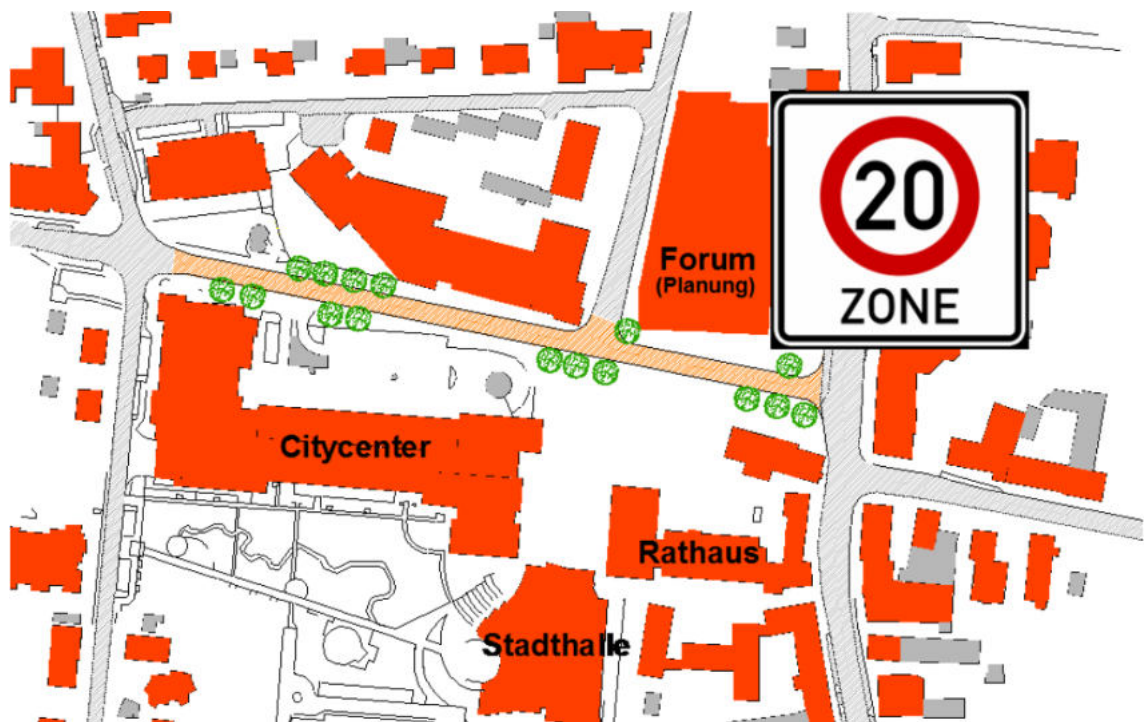 20
ZONE
Forum
(Planung)
Citycenter
Rathaus
Stadthalle